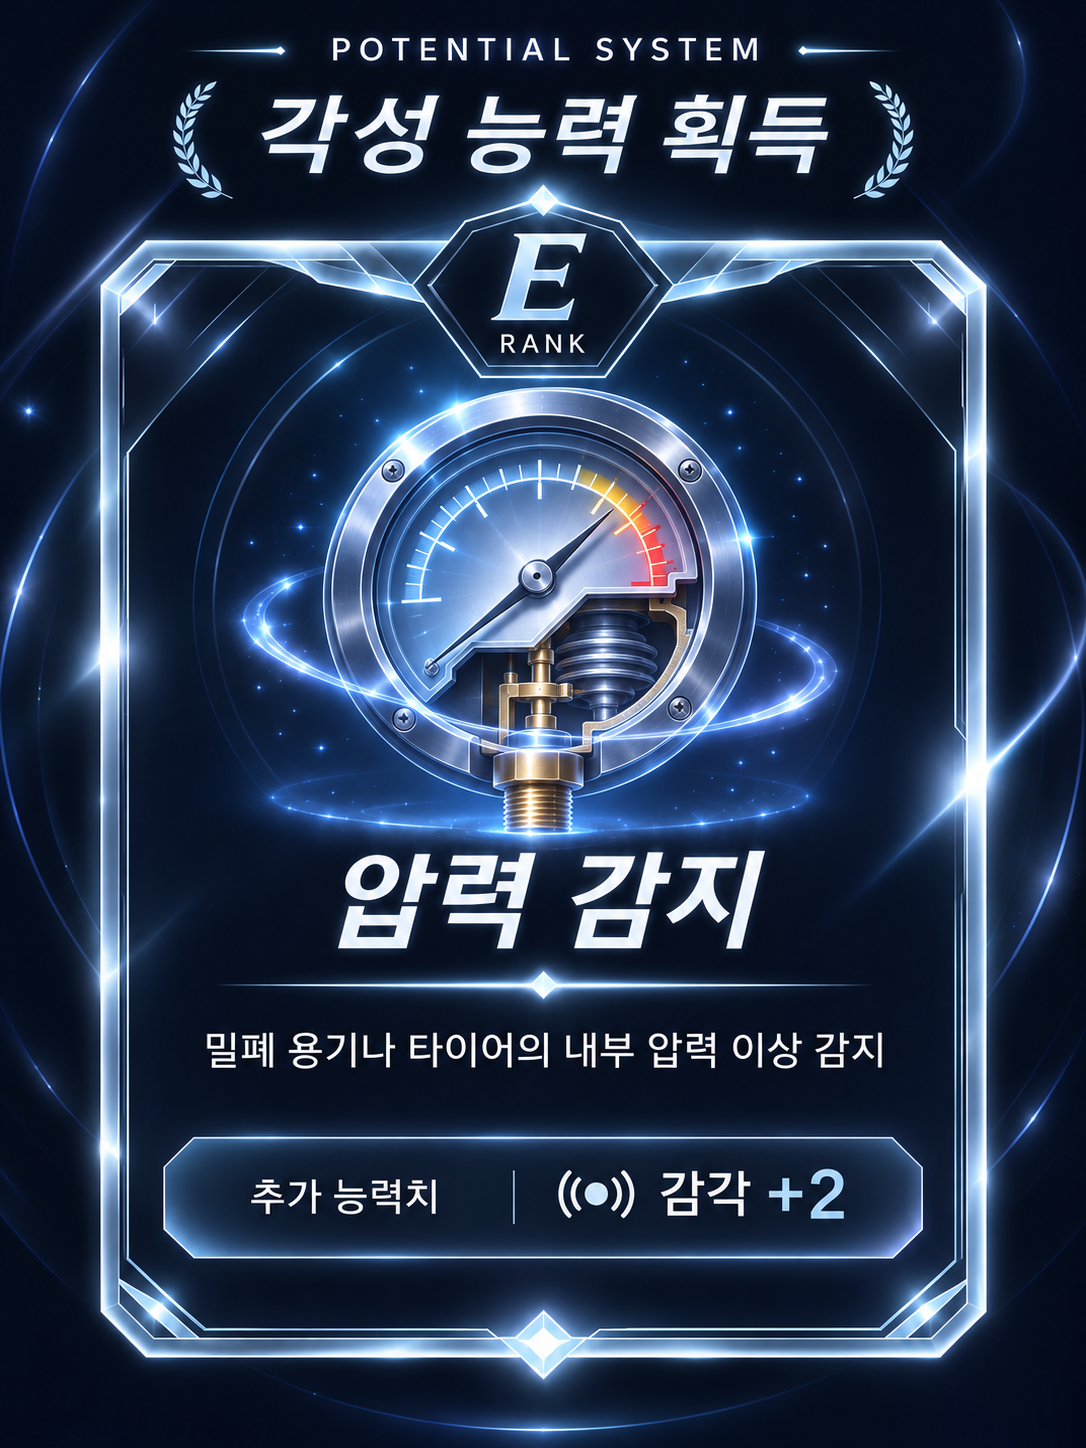 POTENTIAL SYSTEM
각성 능력 획득
E
RANK
압력 감지
밀폐 용기나 타이어의 내부 압력 이상 감지
추가 능력치
감각 +2